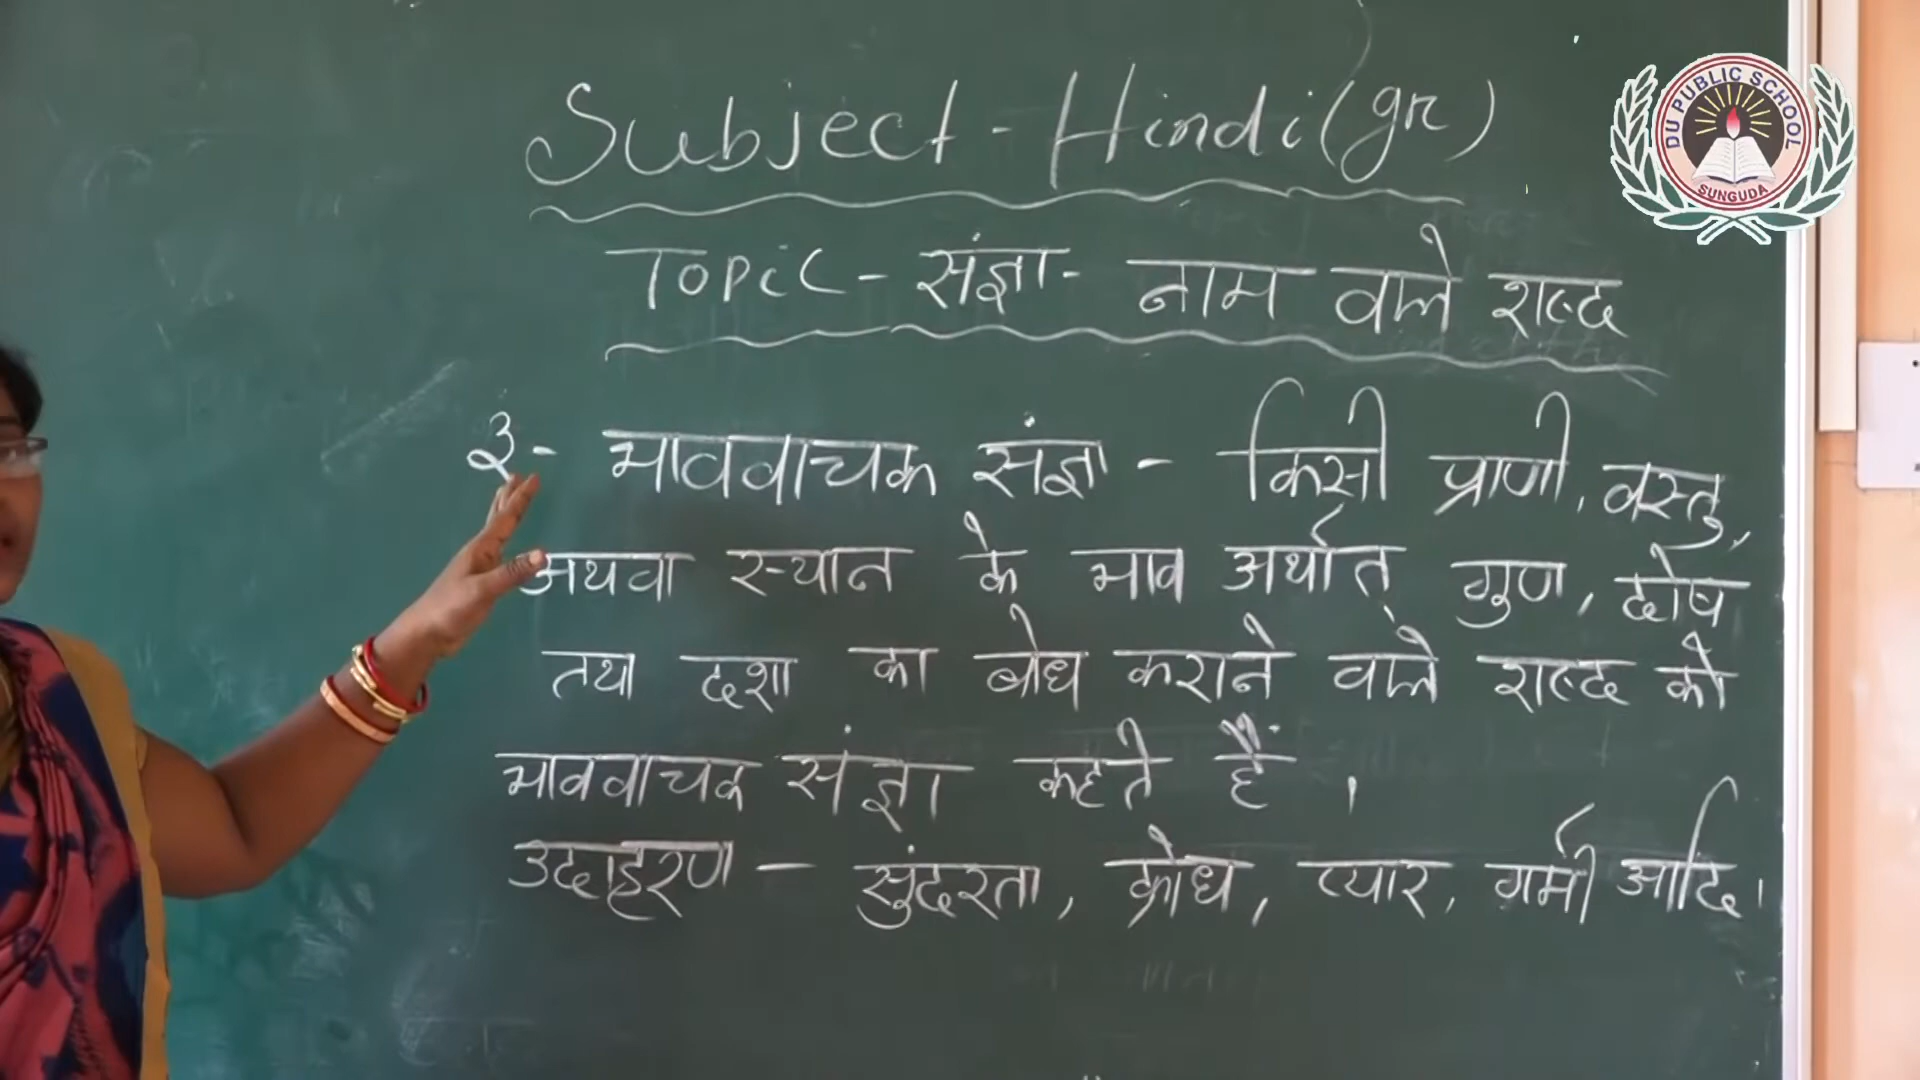 Subject - Hindi (gr)
Topic - संज्ञा - नाम वाले शब्द
३- भाववाचक संज्ञा - किसी प्राणी, वस्तु,
अथवा स्थान के भाव अर्थात् गुण, दोष
तथा दशा का बोध कराने वाले शब्द को
भाववाचक संज्ञा कहते हैं ।
उदाहरण - सुंदरता, क्रोध, प्यार, गर्मी आदि।
DU PUBLIC SCHOOL
SUNGUDA